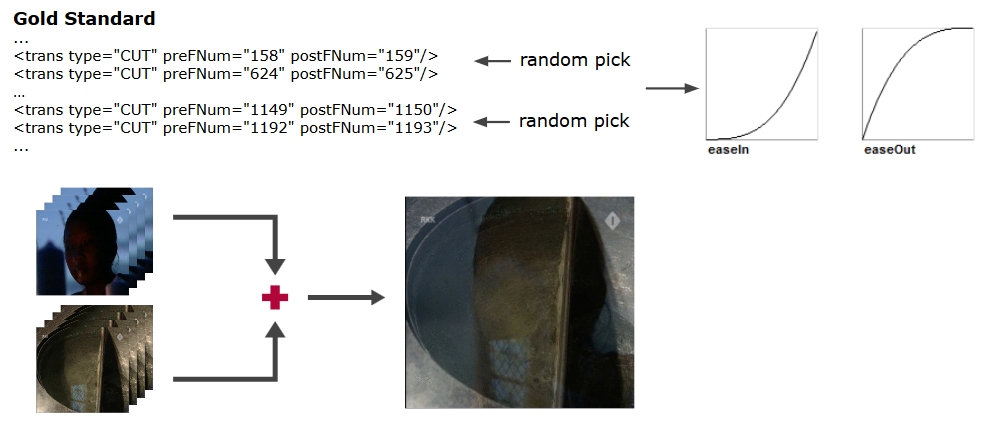 Gold Standard
...
<trans type="CUT" preFNum="158" postFNum="159"/>
<trans type="CUT" preFNum="624" postFNum="625"/>
random pick
...
<trans type="CUT" preFNum="1149" postFNum="1150"/>
<trans type="CUT" preFNum="1192" postFNum="1193"/>
random pick
...
easeIn
easeOut